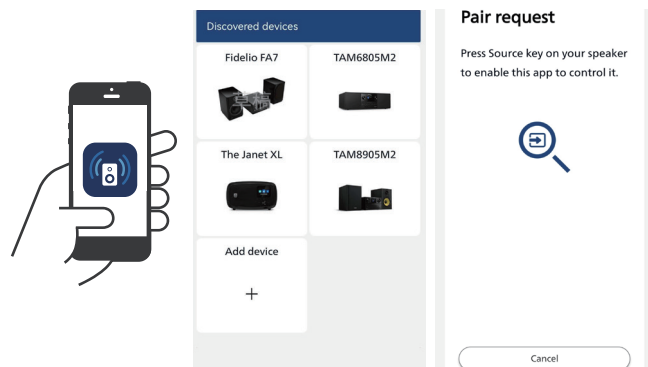 Discovered devices
Fidelio FA7
TAM6805M2
The Janet XL
TAM8905M2
Add device
Pair request
Press Source key on your speaker
to enable this app to control it.
Cancel